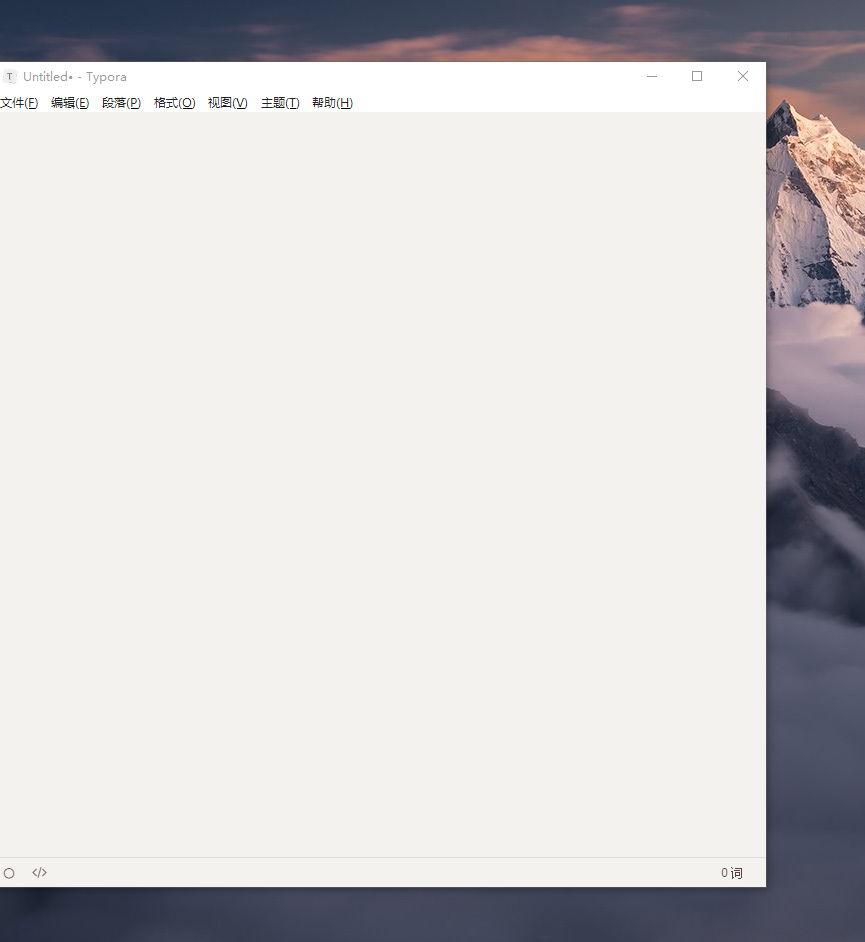 T Untitled• - Typora
文件(F) 编辑(E) 段落(P) 格式(O) 视图(V) 主题(T) 帮助(H)
</> 0 词